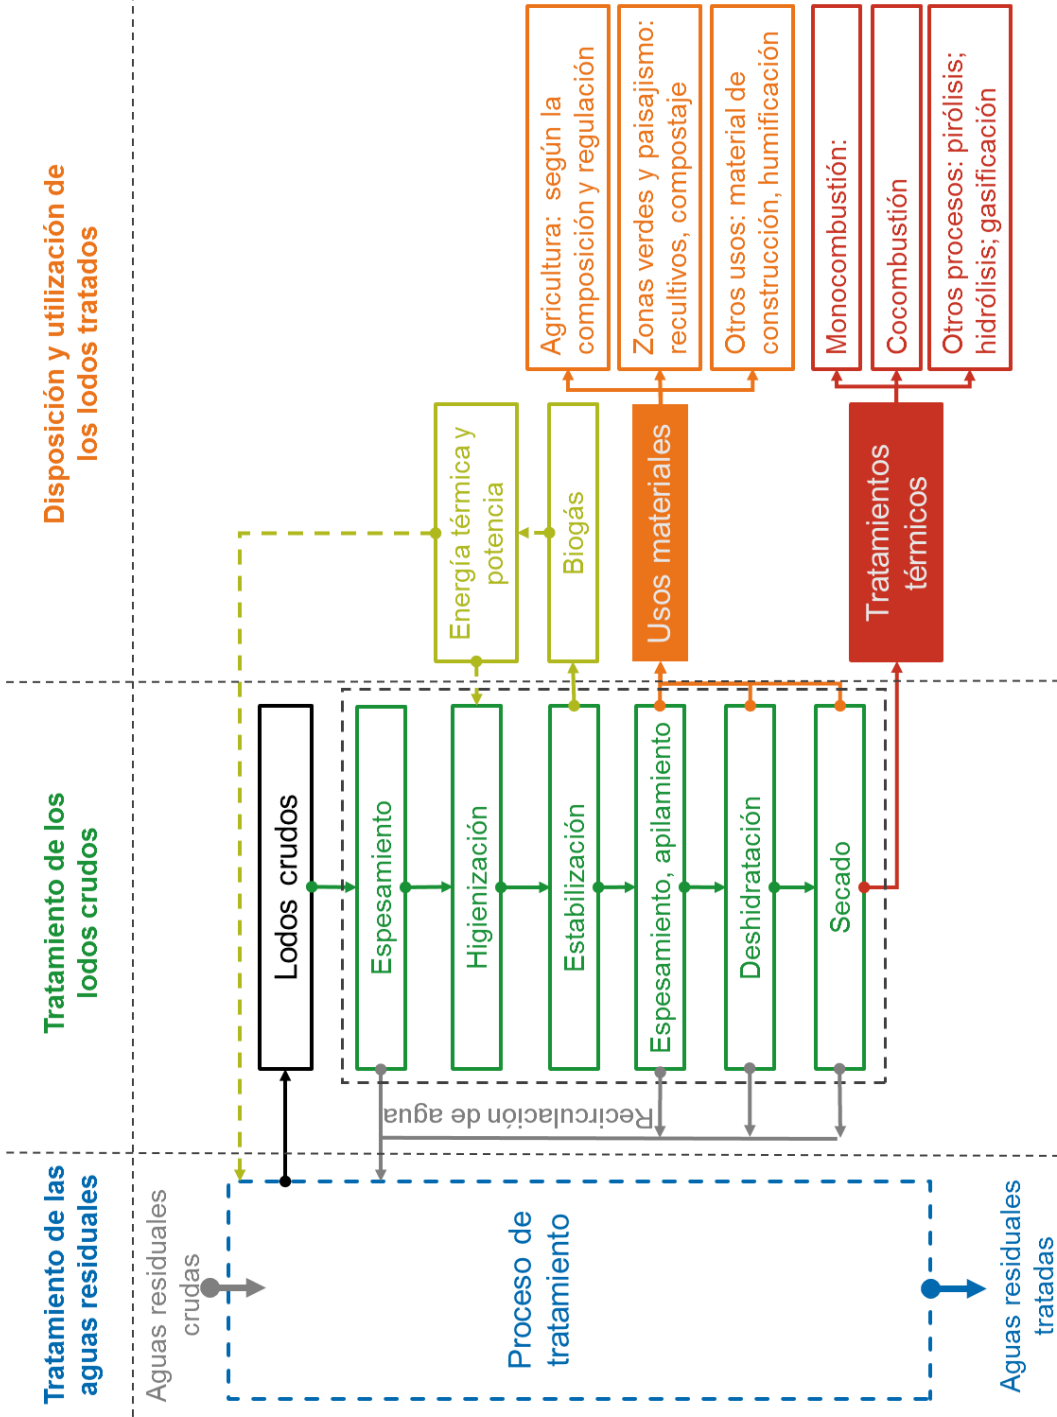 Tratamiento de las
aguas residuales
Tratamiento de los
lodos crudos
Disposición y utilización de
los lodos tratados
Aguas residuales
crudas
Proceso de
tratamiento
Aguas residuales
tratadas
Recirculación de agua
Lodos crudos
Espesamiento
Higienización
Estabilización
Espesamiento, apilamiento
Deshidratación
Secado
Energía térmica y
potencia
Biogás
Usos materiales
Tratamientos
térmicos
Agricultura: según la
composición y regulación
Zonas verdes y paisajismo:
recultivos, compostaje
Otros usos: material de
construcción, humificación
Monocombustión:
Cocombustión
Otros procesos: pirólisis;
hidrólisis; gasificación